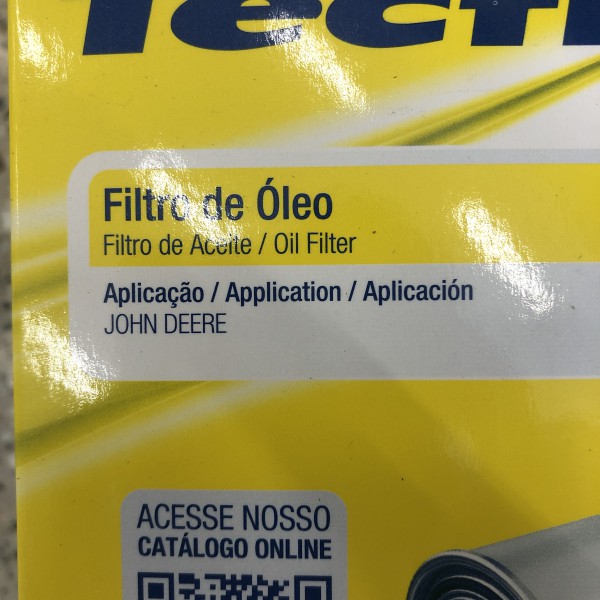 Filtro de Óleo
Filtro de Aceite / Oil Filter
Aplicação / Application / Aplicación
JOHN DEERE
ACESSE NOSSO
CATÁLOGO ONLINE